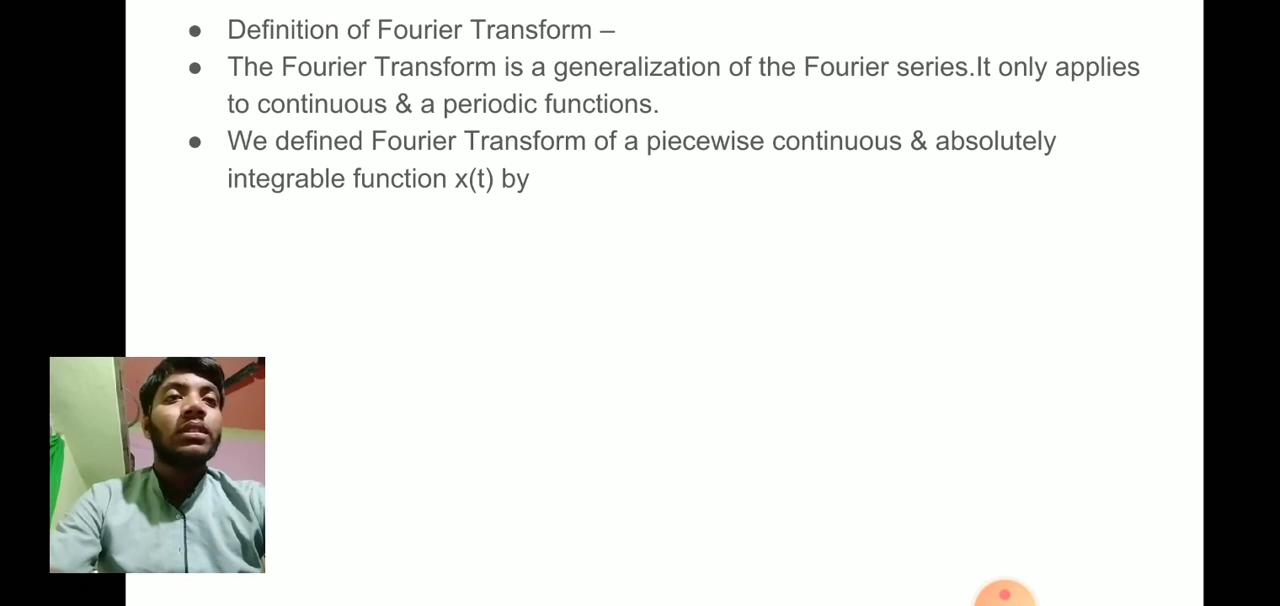 ● Definition of Fourier Transform –
● The Fourier Transform is a generalization of the Fourier series.It only applies
to continuous & a periodic functions.
● We defined Fourier Transform of a piecewise continuous & absolutely
integrable function x(t) by